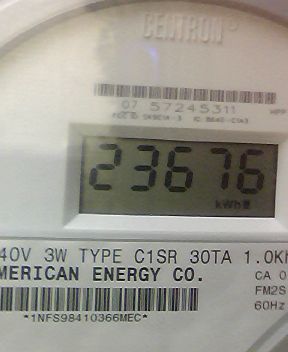 CENTRON
07 57245311
23676
kWh
40V 3W TYPE C1SR 30TA 1.0K
MERICAN ENERGY CO.
CA 0
FM2S
60Hz
*1NFS98410366MEC*